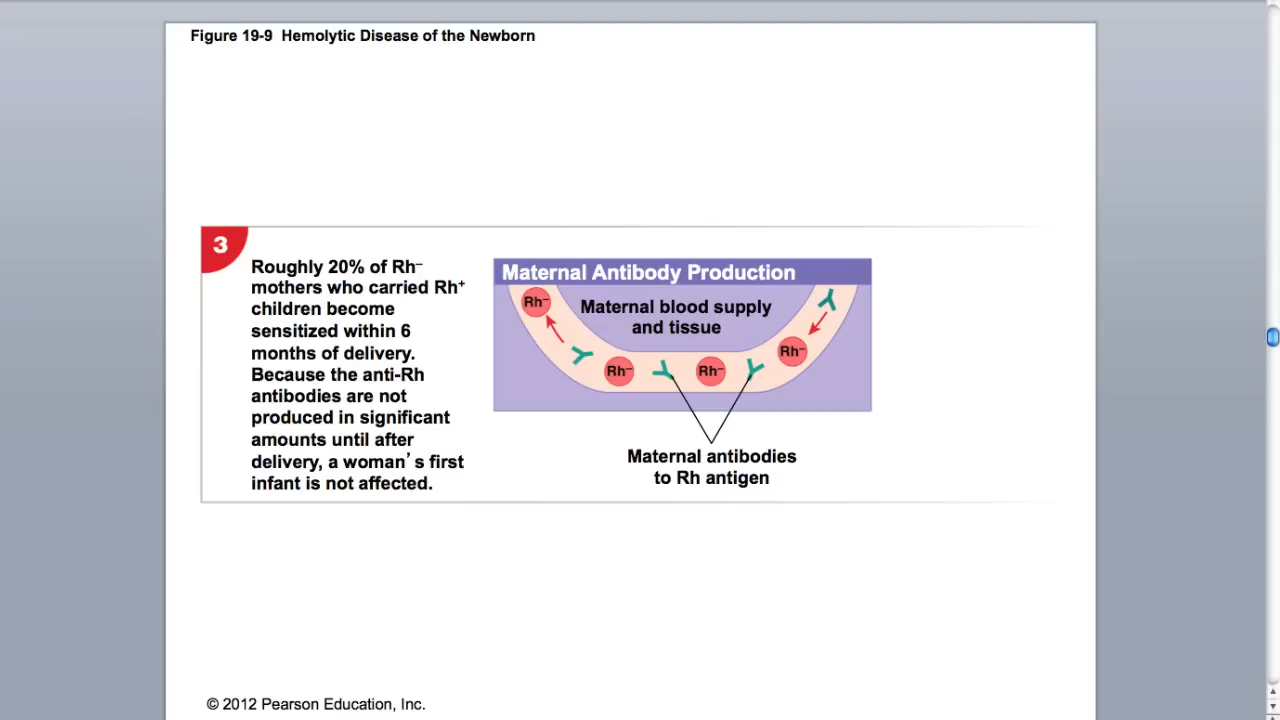 Figure 19-9 Hemolytic Disease of the Newborn
3
Roughly 20% of Rh–
mothers who carried Rh+
children become
sensitized within 6
months of delivery.
Because the anti-Rh
antibodies are not
produced in significant
amounts until after
delivery, a woman’s first
infant is not affected.
Maternal Antibody Production
Maternal blood supply
and tissue
Rh–
Rh–
Rh–
Rh–
Maternal antibodies
to Rh antigen
© 2012 Pearson Education, Inc.